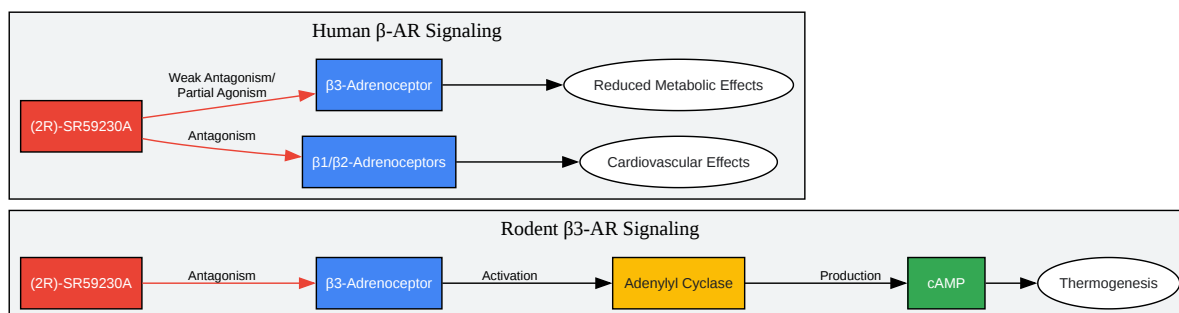 Human β-AR Signaling
Weak Antagonism/
Partial Agonism
β3-Adrenoceptor
Reduced Metabolic Effects
(2R)-SR59230A
Antagonism
β1/β2-Adrenoceptors
Cardiovascular Effects
Rodent β3-AR Signaling
(2R)-SR59230A
Antagonism
β3-Adrenoceptor
Activation
Adenylyl Cyclase
Production
cAMP
Thermogenesis